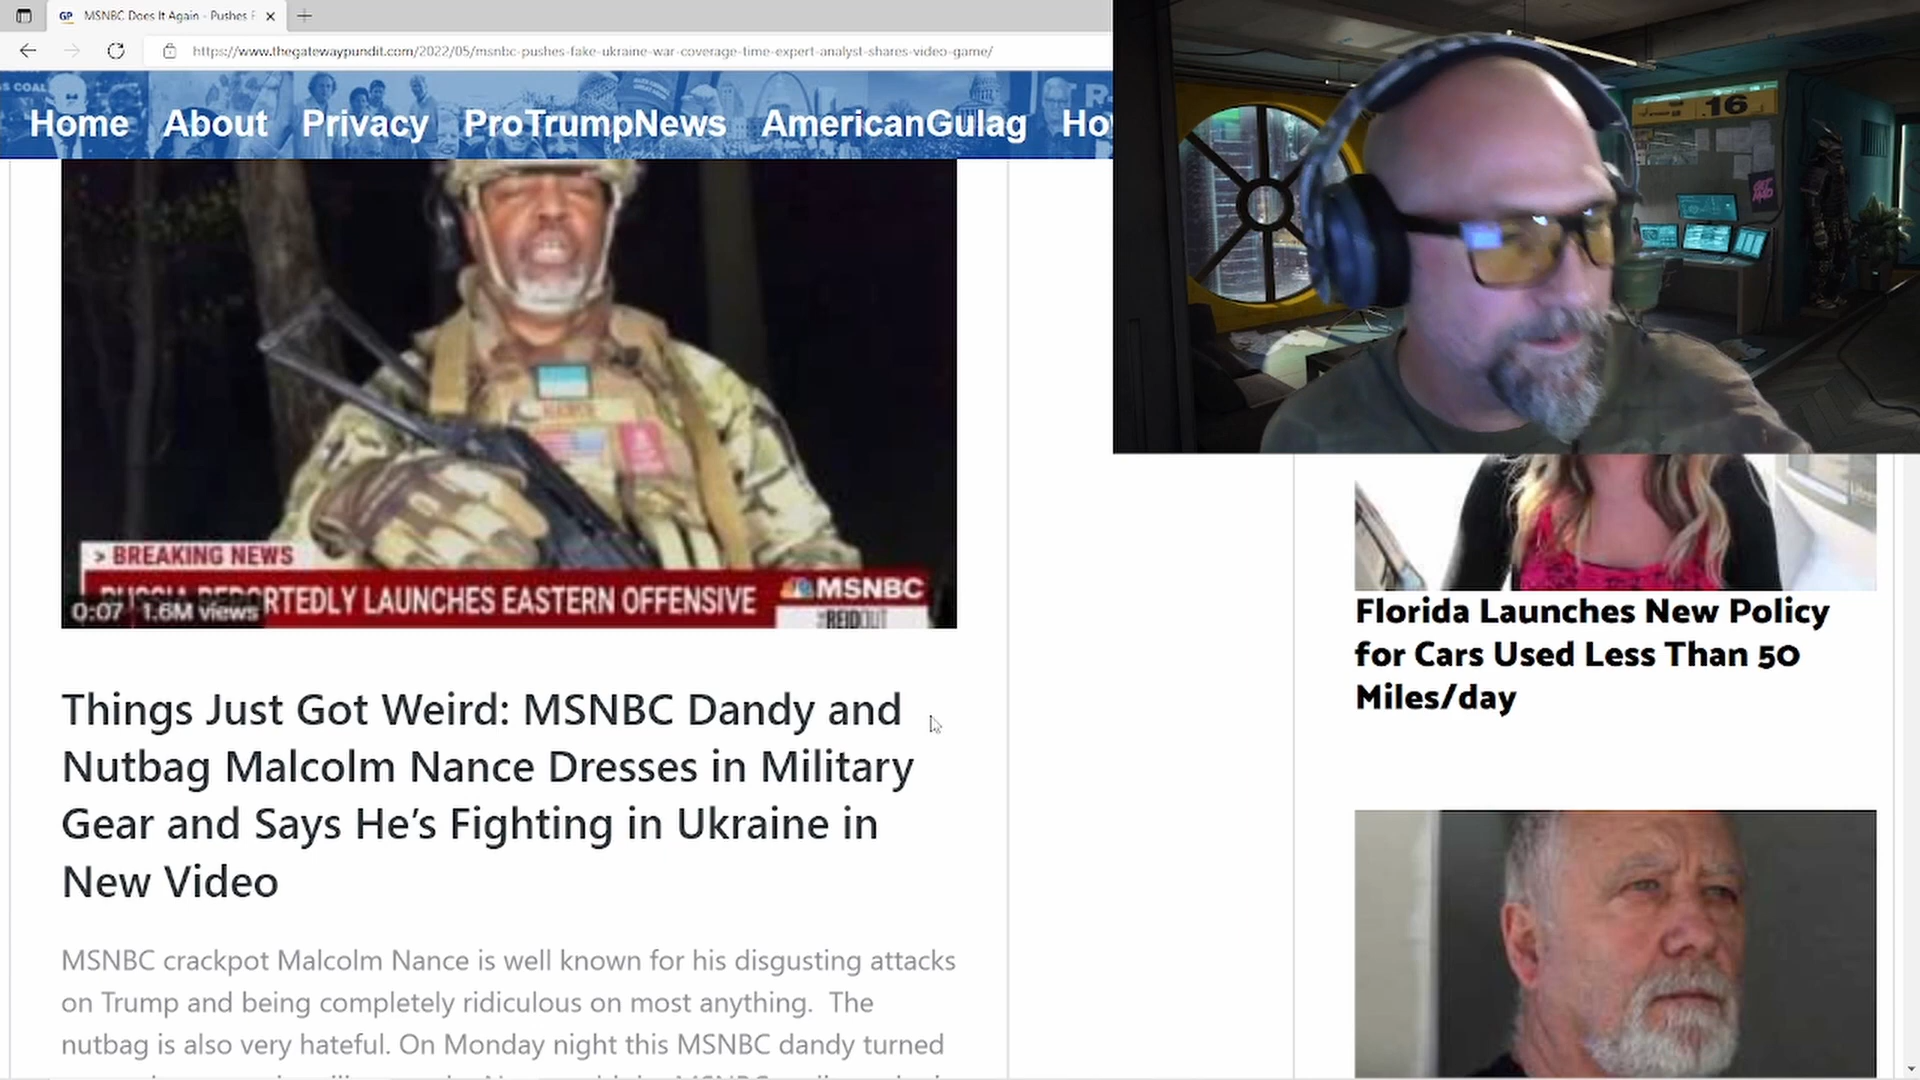 MSNBC Does It Again - Pushes F
https://www.thegatewaypundit.com/2022/05/msnbc-pushes-fake-ukraine-war-coverage-time-expert-analyst-shares-video-game/
Home About Privacy ProTrumpNews AmericanGulag Ho
16
NANCE
> BREAKING NEWS
RUSSIA REPORTEDLY LAUNCHES EASTERN OFFENSIVE
MSNBC
#REIDOUT
0:07 1.6M views
Things Just Got Weird: MSNBC Dandy and
Nutbag Malcolm Nance Dresses in Military
Gear and Says He’s Fighting in Ukraine in
New Video
MSNBC crackpot Malcolm Nance is well known for his disgusting attacks
on Trump and being completely ridiculous on most anything. The
nutbag is also very hateful. On Monday night this MSNBC dandy turned
Florida Launches New Policy
for Cars Used Less Than 50
Miles/day